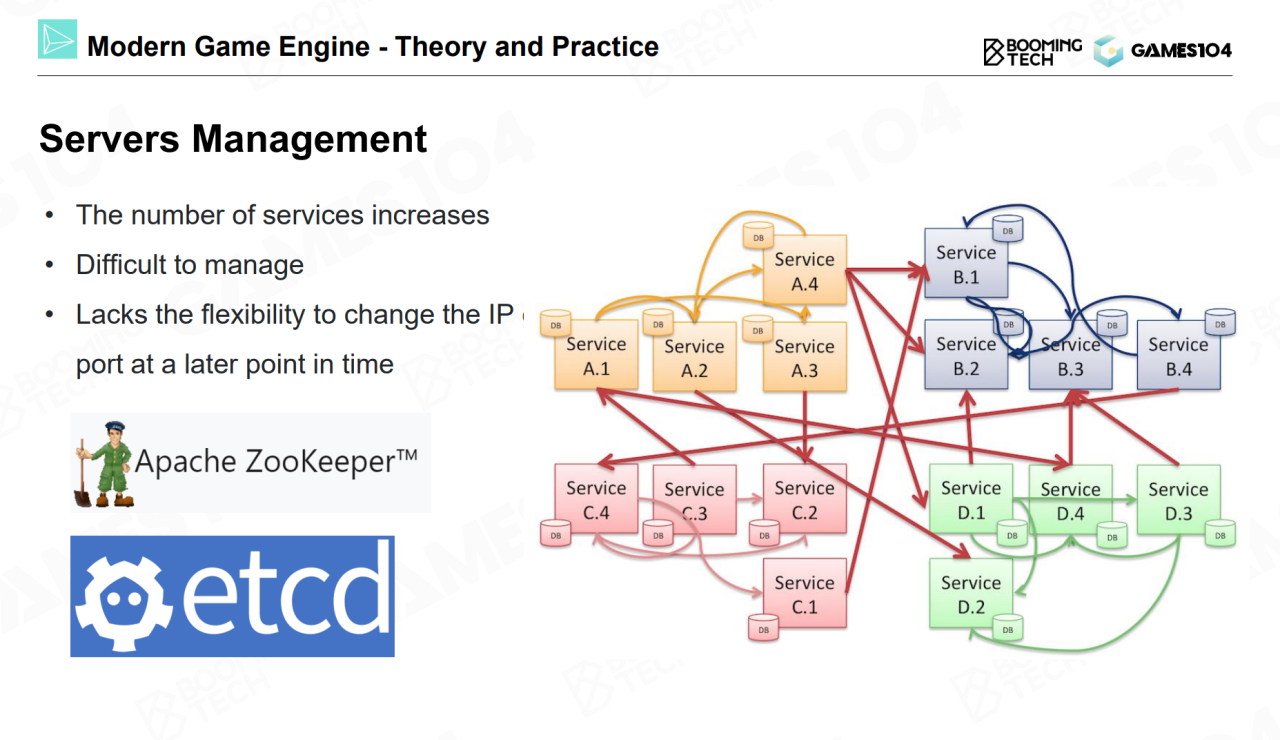 Modern Game Engine - Theory and Practice
BOOMING
TECH
GAMES104
Servers Management
• The number of services increases
• Difficult to manage
• Lacks the flexibility to change the IP
port at a later point in time
Apache ZooKeeper™
etcd
DB
Service
A.4
DB
Service
A.1
DB
Service
A.2
DB
Service
A.3
DB
Service
B.1
DB
Service
B.2
DB
Service
B.3
DB
Service
B.4
Service
C.4
DB
Service
C.3
DB
Service
C.2
DB
Service
C.1
DB
Service
D.1
DB
Service
D.4
DB
Service
D.3
DB
Service
D.2
DB